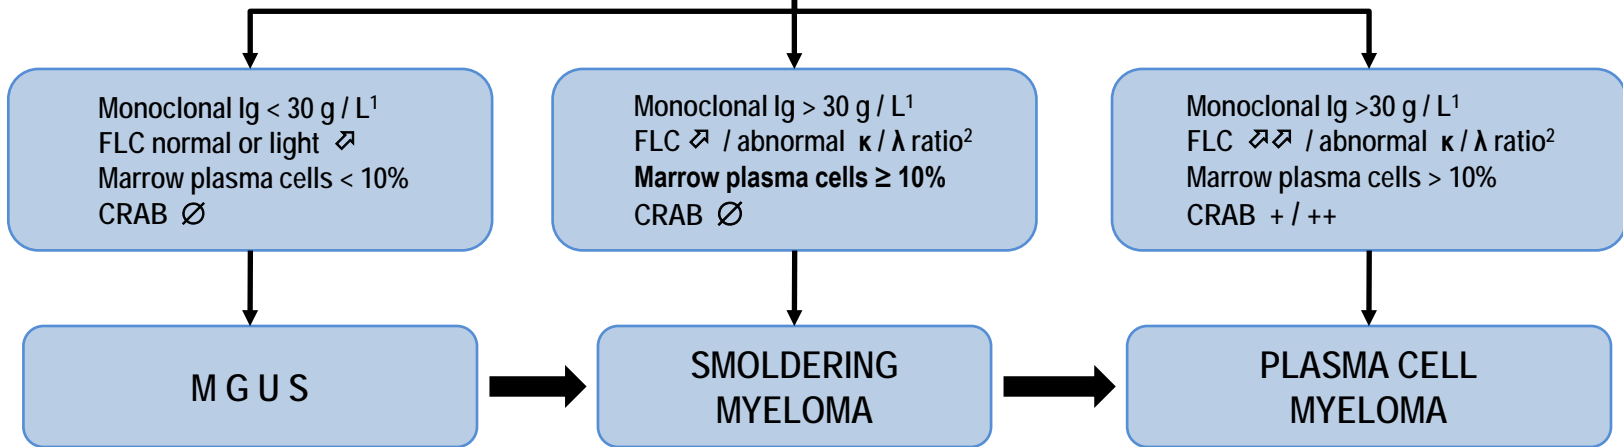 Monoclonal Ig < 30 g / L¹
FLC normal or light ⬀
Marrow plasma cells < 10%
CRAB ∅
Monoclonal Ig > 30 g / L¹
FLC ⬀ / abnormal κ / λ ratio²
Marrow plasma cells ≥ 10%
CRAB ∅
Monoclonal Ig >30 g / L¹
FLC ⬀⬀ / abnormal κ / λ ratio²
Marrow plasma cells > 10%
CRAB + / ++
M G U S
SMOLDERING
MYELOMA
PLASMA CELL
MYELOMA